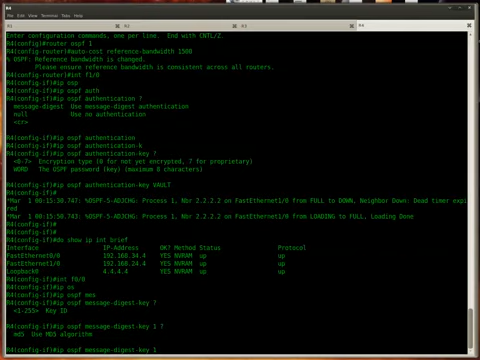 R4
File Edit View Terminal Tabs Help
R1 R2 R3 R4
Enter configuration commands, one per line. End with CNTL/Z.
R4(config)#router ospf 1
R4(config-router)#auto-cost reference-bandwidth 1500
% OSPF: Reference bandwidth is changed.
Please ensure reference bandwidth is consistent across all routers.
R4(config-router)#int f1/0
R4(config-if)#ip osp
R4(config-if)#ip ospf auth
R4(config-if)#ip ospf authentication ?
message-digest Use message-digest authentication
null Use no authentication
<cr>
R4(config-if)#ip ospf authentication
R4(config-if)#ip ospf authentication-k
R4(config-if)#ip ospf authentication-key ?
<0-7> Encryption type (0 for not yet encrypted, 7 for proprietary)
WORD The OSPF password (key) (maximum 8 characters)
R4(config-if)#ip ospf authentication-key VAULT
R4(config-if)#
*Mar 1 00:15:30.747: %OSPF-5-ADJCHG: Process 1, Nbr 2.2.2.2 on FastEthernet1/0 from FULL to DOWN, Neighbor Down: Dead timer exp
ired
*Mar 1 00:15:50.743: %OSPF-5-ADJCHG: Process 1, Nbr 2.2.2.2 on FastEthernet1/0 from LOADING to FULL, Loading Done
R4(config-if)#
R4(config-if)#
R4(config-if)#do show ip int brief
Interface IP-Address OK? Method Status Protocol
FastEthernet0/0 192.168.34.4 YES NVRAM up up
FastEthernet1/0 192.168.24.4 YES NVRAM up up
Loopback0 4.4.4.4 YES NVRAM up up
R4(config-if)#int f0/0
R4(config-if)#ip os
R4(config-if)#ip ospf mes
R4(config-if)#ip ospf message-digest-key ?
<1-255> Key ID
R4(config-if)#ip ospf message-digest-key 1 ?
md5 Use MD5 algorithm
R4(config-if)#ip ospf message-digest-key 1